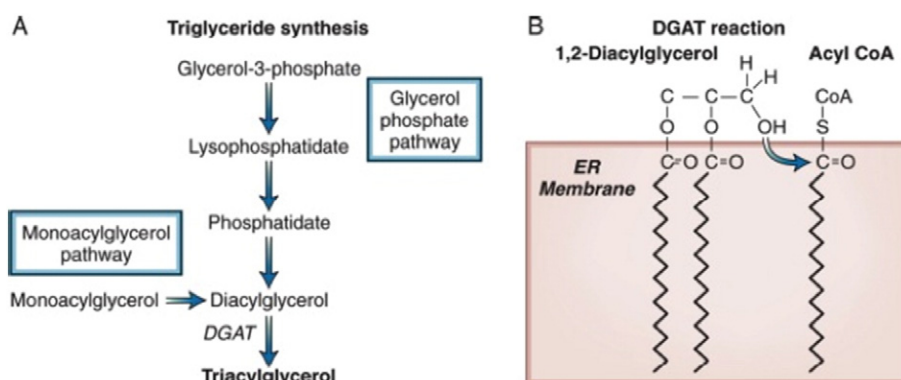 A
Triglyceride synthesis
Glycerol-3-phosphate
Glycerol
phosphate
pathway
Lysophosphatidate
Phosphatidate
Monoacylglycerol
pathway
Monoacylglycerol
Diacylglycerol
DGAT
Triacylglycerol
B
DGAT reaction
1,2-Diacylglycerol
Acyl CoA
H
H
C – C – C
CoA
O
O
OH
S
C=O
C=O
C=O
ER
Membrane